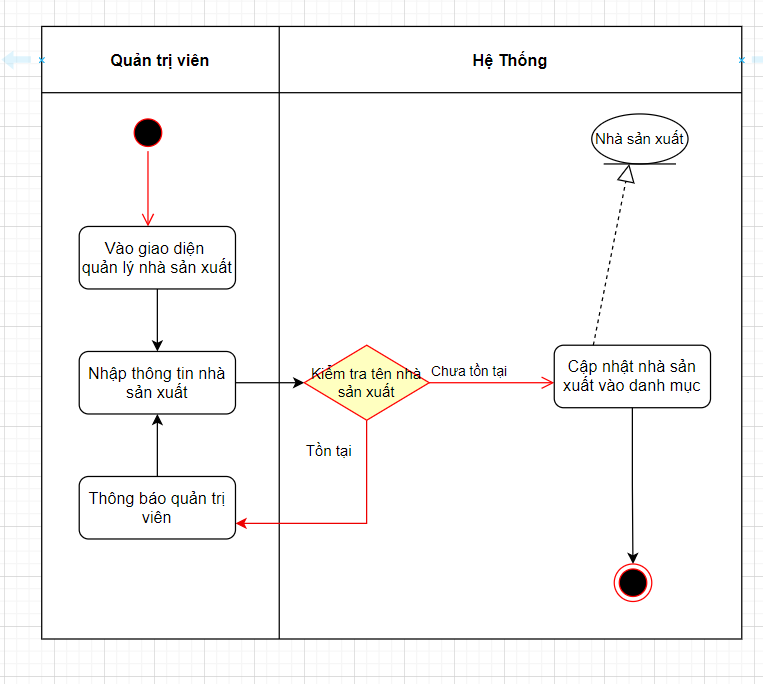 Quản trị viên
Hệ Thống
Nhà sản xuất
Vào giao diện
quản lý nhà sản xuất
Nhập thông tin nhà
sản xuất
Kiểm tra tên nhà
sản xuất
Chưa tồn tại
Cập nhật nhà sản
xuất vào danh mục
Tồn tại
Thông báo quản trị
viên